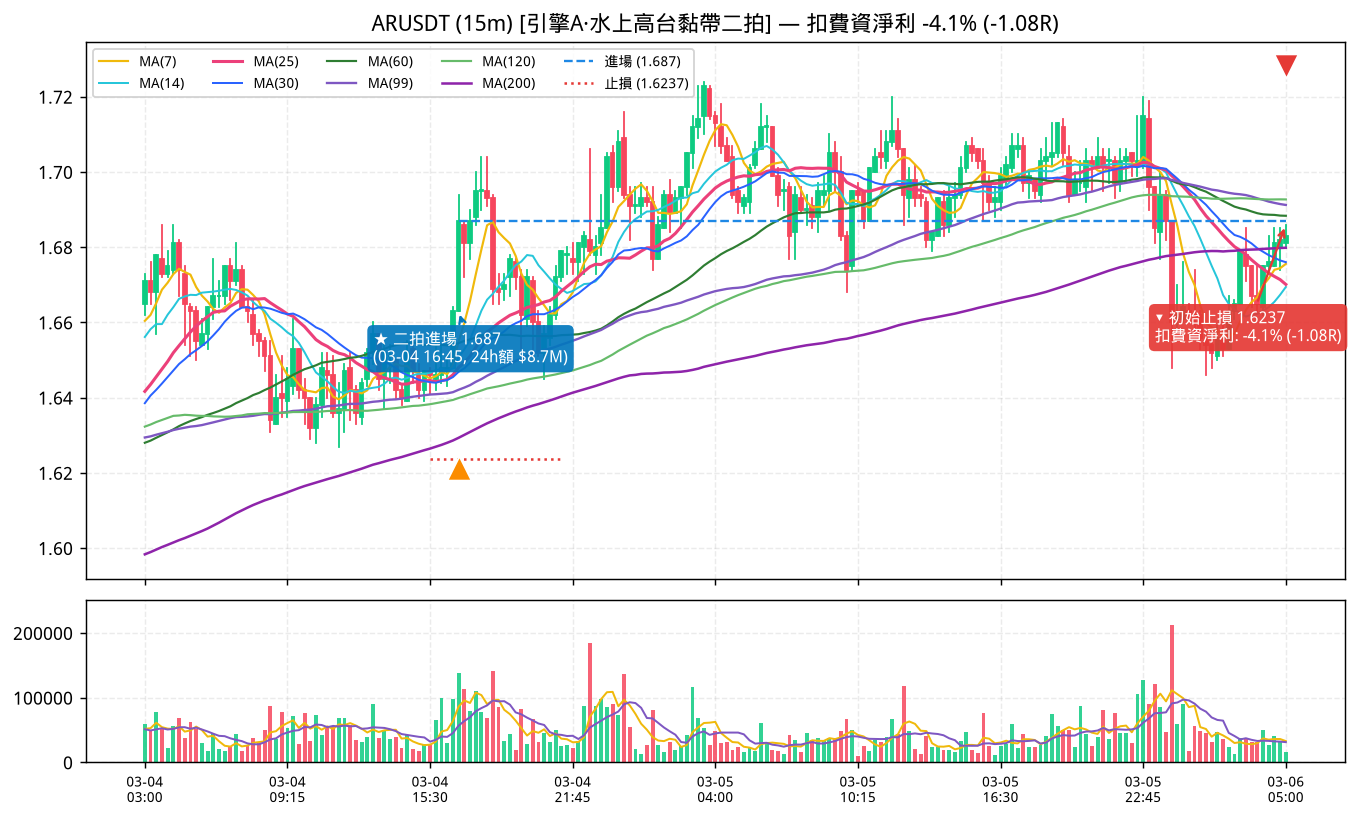 ARUSDT (15m) [引擎A·水上高台黏帶二拍] — 扣費資淨利 -4.1% (-1.08R)
MA(7)
MA(14)
MA(25)
MA(30)
MA(60)
MA(99)
MA(120)
MA(200)
進場 (1.687)
止損 (1.6237)
1.72
1.70
1.68
1.66
1.64
1.62
1.60
★ 二拍進場 1.687
(03-04 16:45, 24h額 $8.7M)
▼ 初始止損 1.6237
扣費資淨利: -4.1% (-1.08R)
200000
100000
0
03-04
03:00
03-04
09:15
03-04
15:30
03-04
21:45
03-05
04:00
03-05
10:15
03-05
16:30
03-05
22:45
03-06
05:00